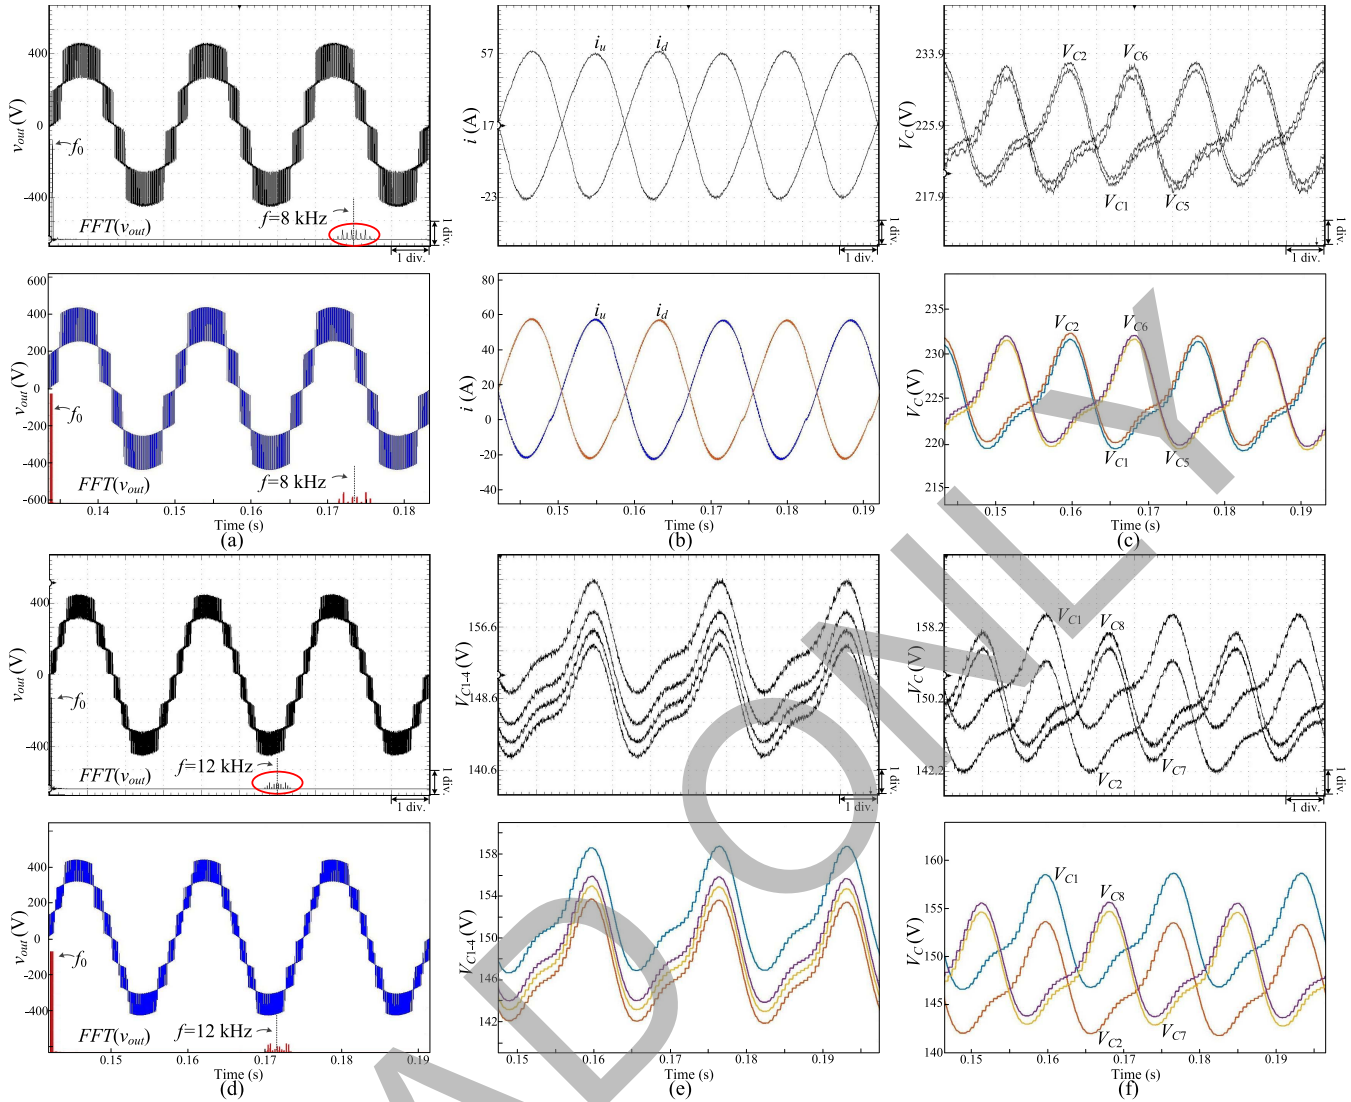 v_out (V)
400
0
-400
f_0
FFT(v_out)
f=8 kHz
1 div.
1 div.
i (A)
57
17
-23
i_u
i_d
1 div.
V_C (V)
233.9
225.9
217.9
V_C2
V_C6
V_C1
V_C5
1 div.
1 div.
v_out (V)
600
400
200
0
-200
-400
-600
f_0
FFT(v_out)
f=8 kHz
0.14
0.15
0.16
0.17
0.18
Time (s)
(a)
i (A)
80
60
40
20
0
-20
-40
i_u
i_d
0.15
0.16
0.17
0.18
0.19
Time (s)
(b)
V_C (V)
235
230
225
220
215
V_C2
V_C6
V_C1
V_C5
0.15
0.16
0.17
0.18
0.19
Time (s)
(c)
v_out (V)
400
0
-400
f_0
FFT(v_out)
f=12 kHz
1 div.
1 div.
V_C1-4 (V)
156.6
148.6
140.6
1 div.
V_C (V)
158.2
150.2
142.2
V_C1
V_C8
V_C2
V_C7
1 div.
1 div.
v_out (V)
400
200
0
-200
-400
f_0
FFT(v_out)
f=12 kHz
0.15
0.16
0.17
0.18
0.19
Time (s)
(d)
V_C1-4 (V)
158
154
150
146
142
0.15
0.16
0.17
0.18
0.19
Time (s)
(e)
V_C (V)
160
155
150
145
140
V_C1
V_C8
V_C2
V_C7
0.15
0.16
0.17
0.18
0.19
Time (s)
(f)
AD ONLY